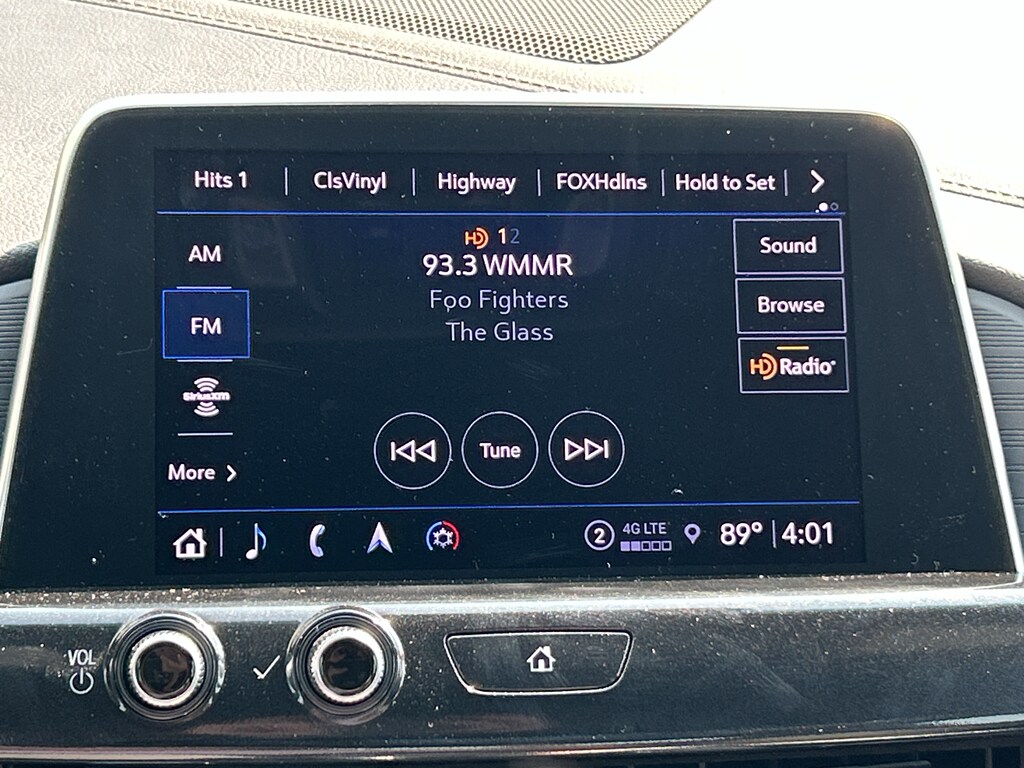 Hits 1 ClsVinyl Highway FOXHdlns Hold to Set
HD 1 2
93.3 WMMR
Foo Fighters
The Glass
AM
FM
SiriusXM
More
Sound
Browse
HD Radio®
Tune
2 4G LTE 89° 4:01
VOL